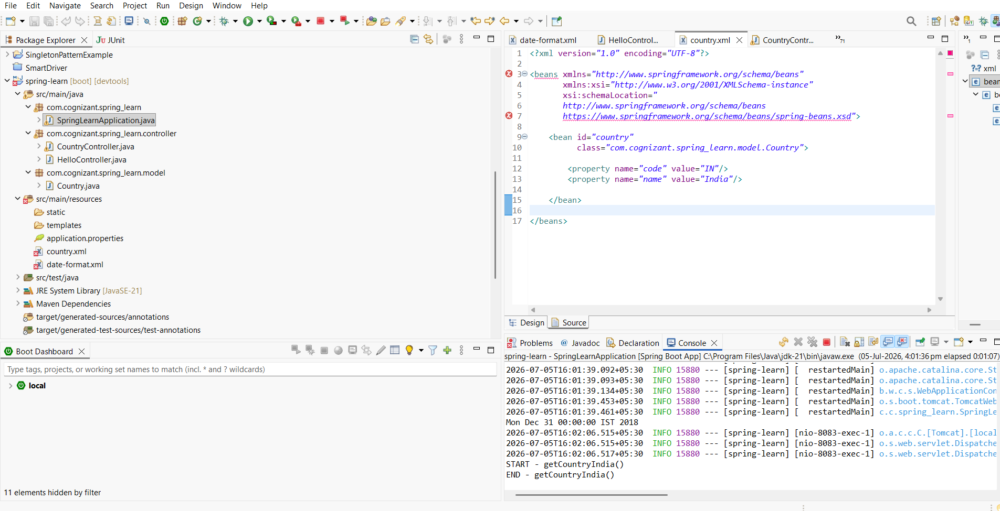 File Edit Navigate Search Project Run Design Window Help
Package Explorer JUnit
SingletonPatternExample
SmartDriver
spring-learn [boot] [devtools]
src/main/java
com.cognizant.spring_learn
SpringLearnApplication.java
com.cognizant.spring_learn.controller
CountryController.java
HelloController.java
com.cognizant.spring_learn.model
Country.java
src/main/resources
static
templates
application.properties
country.xml
date-format.xml
src/test/java
JRE System Library [JavaSE-21]
Maven Dependencies
target/generated-sources/annotations
target/generated-test-sources/test-annotations
Boot Dashboard
Type tags, projects, or working set names to match (incl. * and ? wildcards)
local
11 elements hidden by filter
date-format.xml HelloControl... country.xml CountryContr... »71
1 <?xml version="1.0" encoding="UTF-8"?>
2
3 <beans xmlns="http://www.springframework.org/schema/beans"
4 xmlns:xsi="http://www.w3.org/2001/XMLSchema-instance"
5 xsi:schemaLocation="
6 http://www.springframework.org/schema/beans
7 https://www.springframework.org/schema/beans/spring-beans.xsd">
8
9 <bean id="country"
10 class="com.cognizant.spring_learn.model.Country">
11
12 <property name="code" value="IN"/>
13 <property name="name" value="India"/>
14
15 </bean>
16
17 </beans>
Design Source
»1
?=? xml
bean
be
Problems @ Javadoc Declaration Console
spring-learn - SpringLearnApplication [Spring Boot App] C:\Program Files\Java\jdk-21\bin\javaw.exe (05-Jul-2026, 4:01:36 pm elapsed 0:01:07)
2026-07-05T16:01:39.092+05:30 INFO 15880 --- [spring-learn] [ restartedMain] o.apache.catalina.core.St
2026-07-05T16:01:39.093+05:30 INFO 15880 --- [spring-learn] [ restartedMain] o.apache.catalina.core.St
2026-07-05T16:01:39.134+05:30 INFO 15880 --- [spring-learn] [ restartedMain] b.w.c.s.WebApplicationCon
2026-07-05T16:01:39.453+05:30 INFO 15880 --- [spring-learn] [ restartedMain] o.s.boot.tomcat.TomcatWeb
2026-07-05T16:01:39.461+05:30 INFO 15880 --- [spring-learn] [ restartedMain] c.c.spring_learn.SpringLe
Mon Dec 31 00:00:00 IST 2018
2026-07-05T16:02:06.515+05:30 INFO 15880 --- [spring-learn] [nio-8083-exec-1] o.a.c.c.C.[Tomcat].[local
2026-07-05T16:02:06.515+05:30 INFO 15880 --- [spring-learn] [nio-8083-exec-1] o.s.web.servlet.Dispatche
2026-07-05T16:02:06.517+05:30 INFO 15880 --- [spring-learn] [nio-8083-exec-1] o.s.web.servlet.Dispatche
START - getCountryIndia()
END - getCountryIndia()